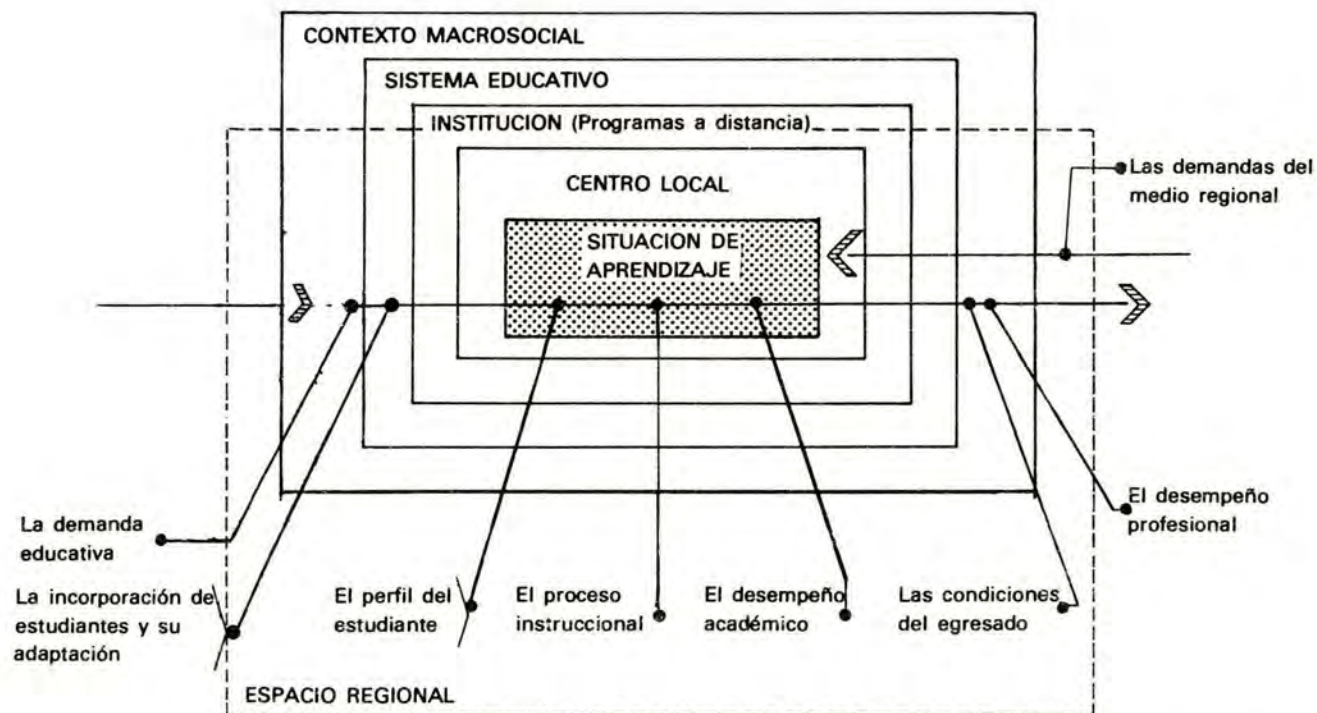 CONTEXTO MACROSOCIAL
SISTEMA EDUCATIVO
INSTITUCION (Programas a distancia)
CENTRO LOCAL
SITUACION DE
APRENDIZAJE
Las demandas del
medio regional
El desempeño
profesional
La demanda
educativa
La incorporación de
estudiantes y su
adaptación
El perfil del
estudiante
El proceso
instruccional
El desempeño
académico
Las condiciones
del egresado
ESPACIO REGIONAL